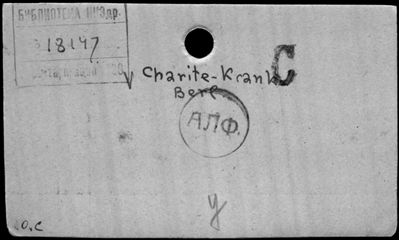 БИБЛИОТЕКА
18147
Charite-Krank
C
Berl.
АЛФ.
y
O.C